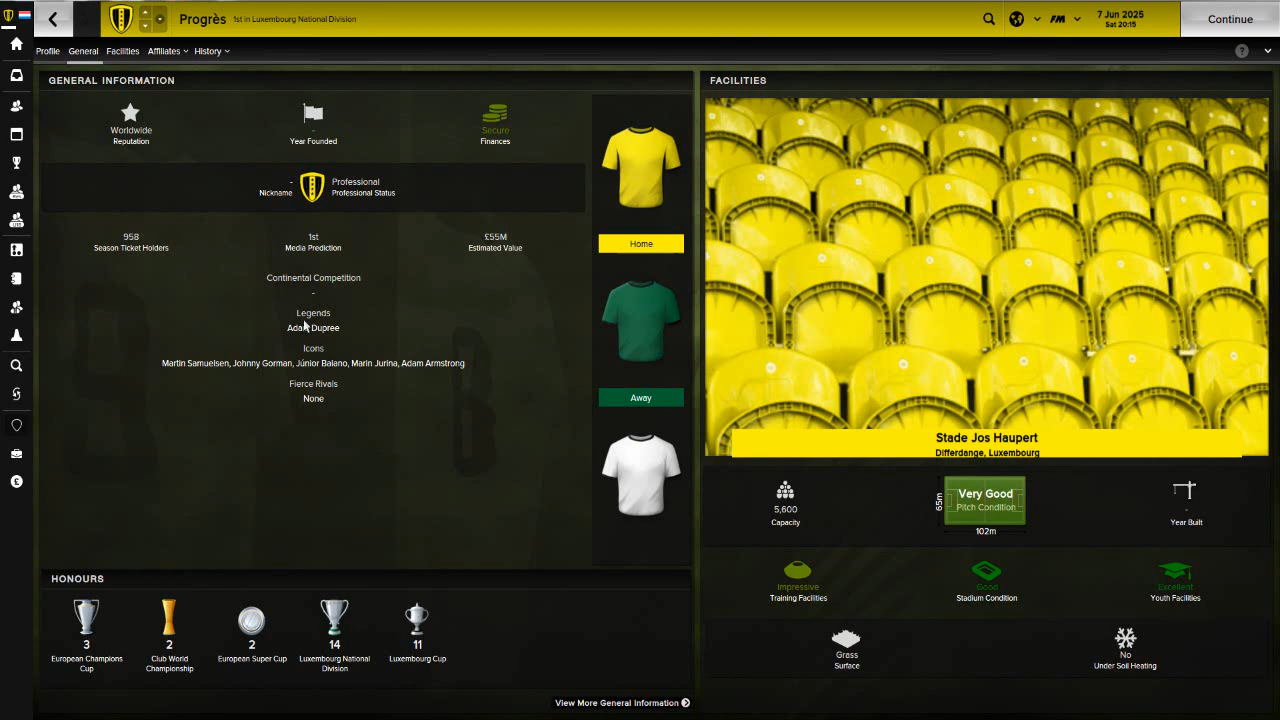 Progrès 1st in Luxembourg National Division
7 Jun 2025
Sat 20:15
Continue
Profile General Facilities Affiliates History
GENERAL INFORMATION
Worldwide
Reputation
-
Year Founded
Secure
Finances
-
Nickname
Professional
Professional Status
958
Season Ticket Holders
1st
Media Prediction
£55M
Estimated Value
Continental Competition
-
Legends
Adam Dupree
Icons
Martin Samuelsen, Johnny Gorman, Júnior Baiano, Marin Jurina, Adam Armstrong
Fierce Rivals
None
Home
Away
HONOURS
3
European Champions
Cup
2
Club World
Championship
2
European Super Cup
14
Luxembourg National
Division
11
Luxembourg Cup
View More General Information
FACILITIES
Stade Jos Haupert
Differdange, Luxembourg
5,600
Capacity
65m
Very Good
Pitch Condition
102m
-
Year Built
Impressive
Training Facilities
Good
Stadium Condition
Excellent
Youth Facilities
Grass
Surface
No
Under Soil Heating